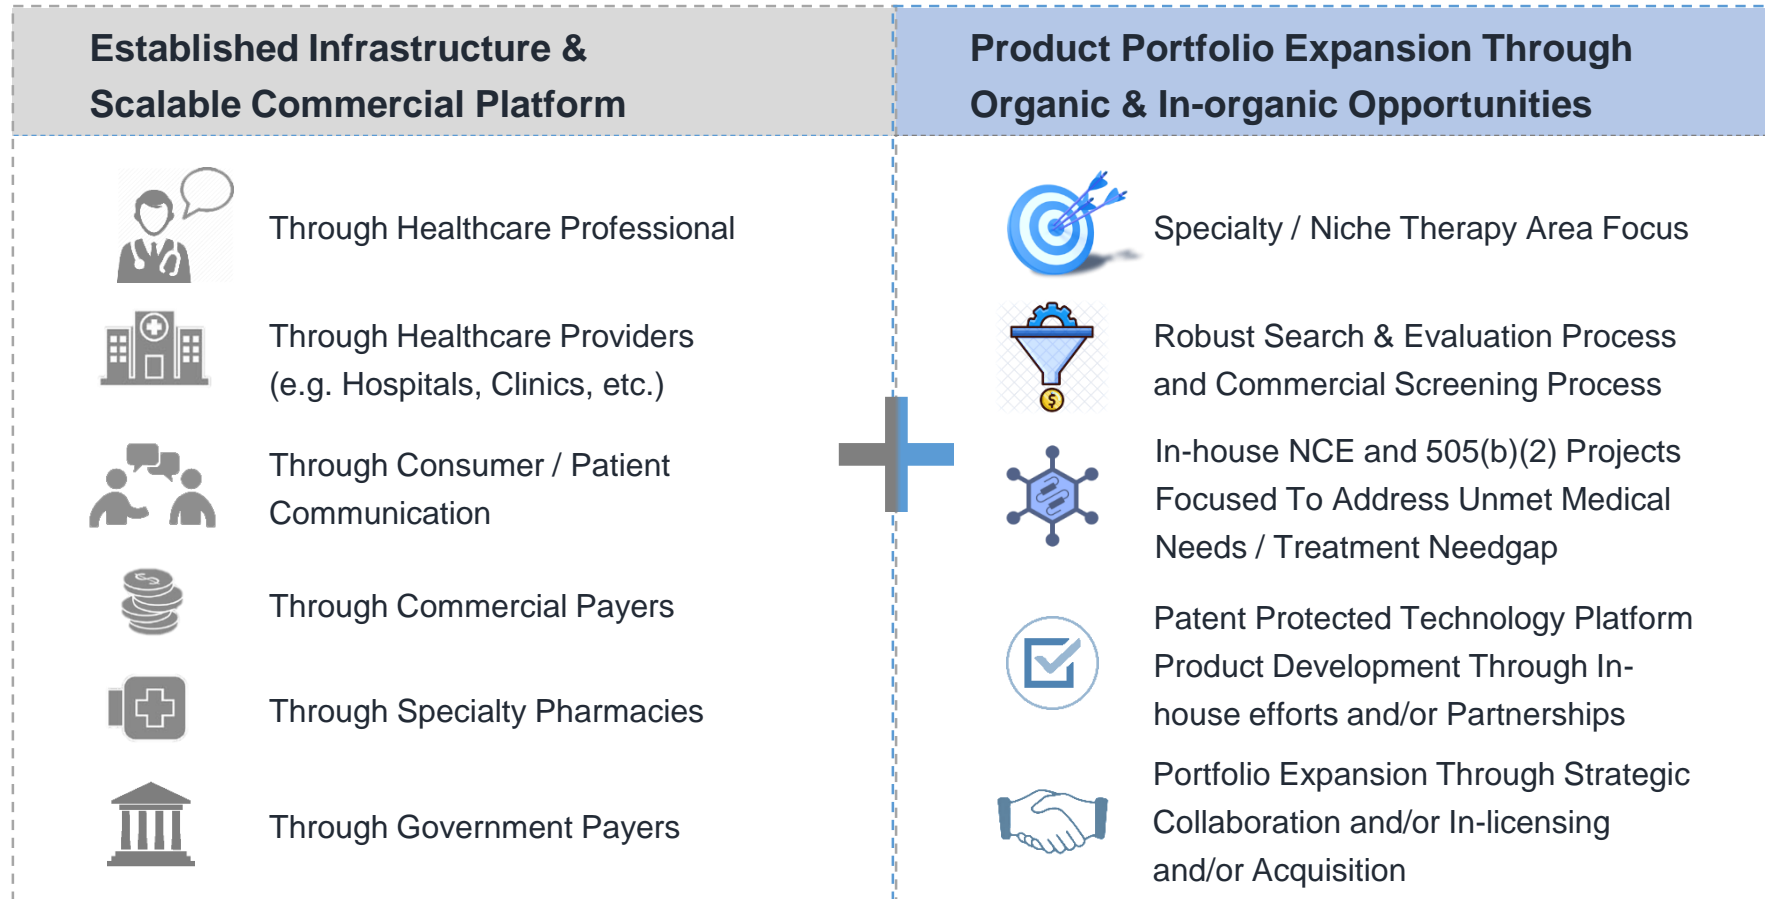 Established Infrastructure &
Scalable Commercial Platform
Through Healthcare Professional
Through Healthcare Providers
(e.g. Hospitals, Clinics, etc.)
Through Consumer / Patient
Communication
Through Commercial Payers
Through Specialty Pharmacies
Through Government Payers
Product Portfolio Expansion Through
Organic & In-organic Opportunities
Specialty / Niche Therapy Area Focus
$
Robust Search & Evaluation Process
and Commercial Screening Process
In-house NCE and 505(b)(2) Projects
Focused To Address Unmet Medical
Needs / Treatment Needgap
Patent Protected Technology Platform
Product Development Through In-
house efforts and/or Partnerships
Portfolio Expansion Through Strategic
Collaboration and/or In-licensing
and/or Acquisition